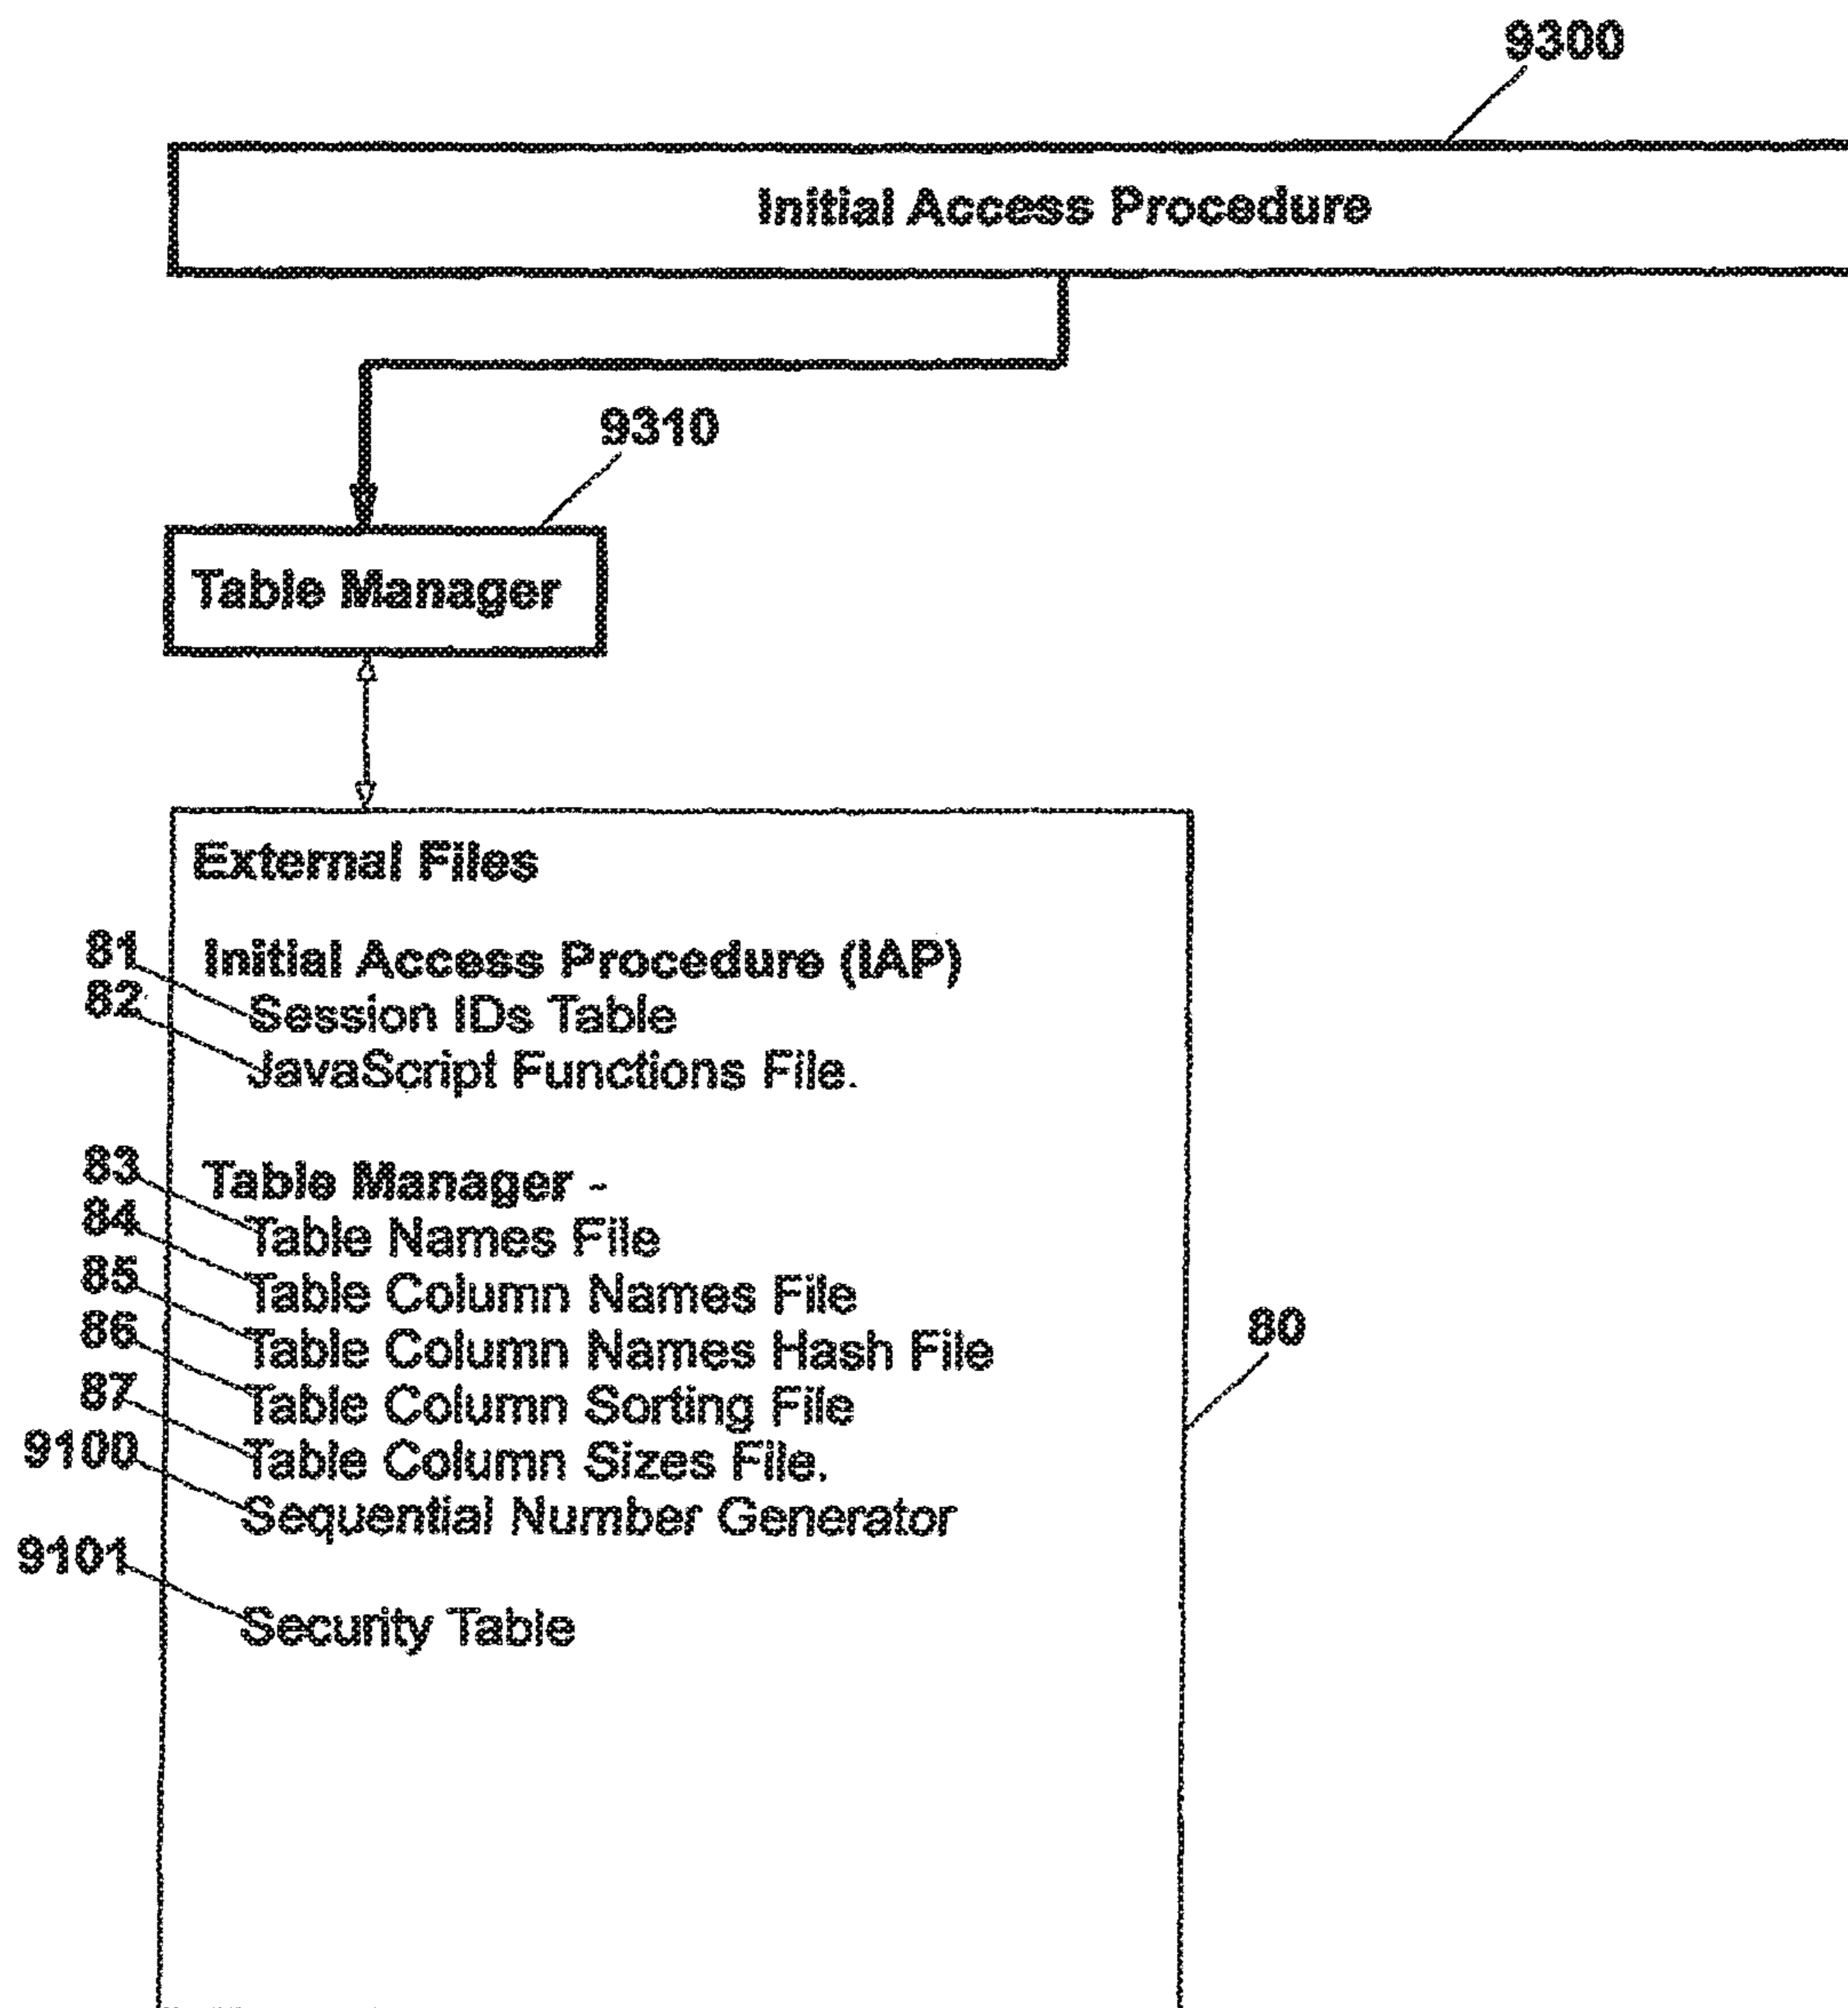 9300
Initial Access Procedure
9310
Table Manager
External Files
81 Initial Access Procedure (IAP)
82 Session IDs Table
JavaScript Functions File.
83 Table Manager -
84 Table Names File
85 Table Column Names File
86 Table Column Names Hash File
80
87 Table Column Sorting File
9100 Table Column Sizes File.
Sequential Number Generator
9101
Security Table